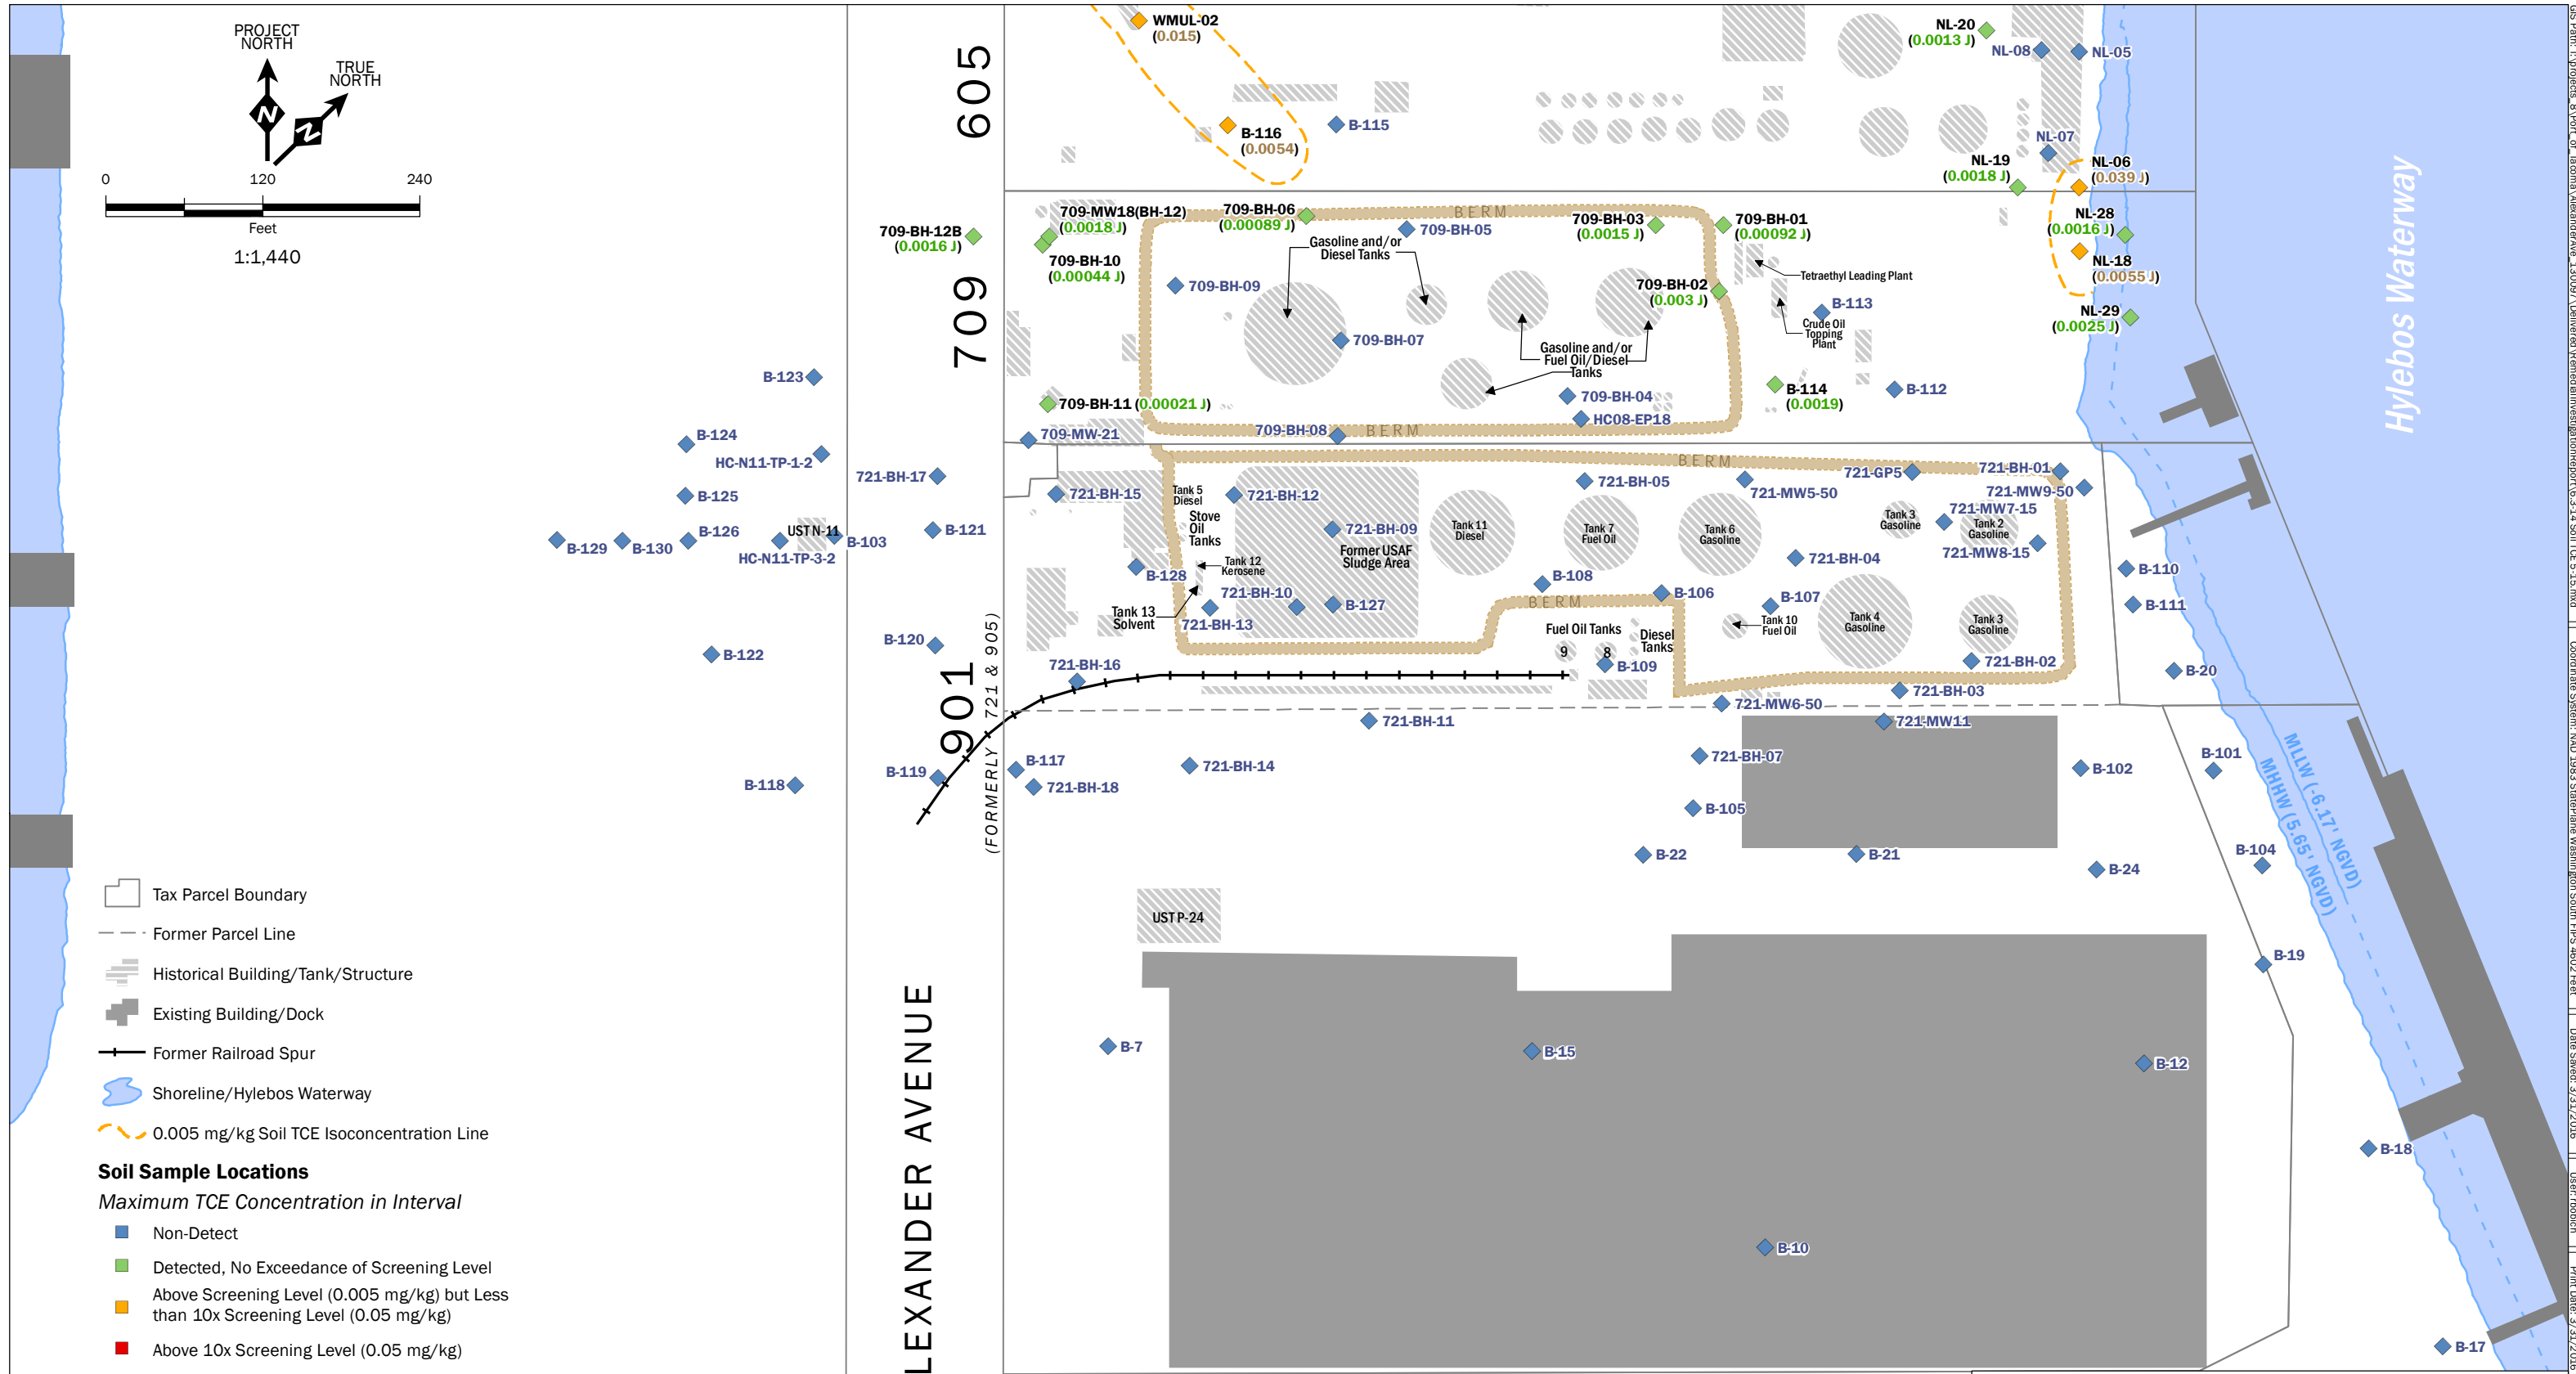 PROJECT
NORTH
TRUE
NORTH
N
N
0
120
240
Feet
1:1,440
605
709
901
(FORMERLY 721 & 905)
LEXANDER AVENUE
Hylebos Waterway
MLLW (-6.17' NGVD)
MHHW (5.65' NGVD)
WMUL-02
(0.015)
B-116
(0.0054)
B-115
NL-20
(0.0013 J)
NL-08
NL-05
NL-07
NL-19
(0.0018 J)
NL-06
(0.039 J)
NL-28
(0.0016 J)
NL-18
(0.0055 J)
NL-29
(0.0025 J)
709-BH-12B
(0.0016 J)
709-MW18(BH-12)
(0.0018 J)
709-BH-10
(0.00044 J)
709-BH-06
(0.00089 J)
BERM
709-BH-05
709-BH-03
(0.0015 J)
709-BH-01
(0.00092 J)
Gasoline and/or
Diesel Tanks
709-BH-09
709-BH-02
(0.003 J)
Tetraethyl Leading Plant
B-113
Crude Oil
Topping
Plant
709-BH-07
Gasoline and/or
Fuel Oil/Diesel
Tanks
B-114
(0.0019)
B-112
709-BH-04
HC08-EP18
709-BH-11 (0.00021 J)
709-MW-21
709-BH-08
BERM
B-123
B-124
HC-N11-TP-1-2
B-125
B-126
UST N-11
B-103
B-129
B-130
HC-N11-TP-3-2
721-BH-17
B-121
B-122
B-120
B-118
B-119
721-BH-15
Tank 5
Diesel
Stove
Oil
Tanks
721-BH-12
721-BH-09
Former USAF
Sludge Area
Tank 12
Kerosene
B-128
721-BH-10
B-127
Tank 13
Solvent
721-BH-13
BERM
721-BH-05
721-MW5-50
721-GP5
721-BH-01
721-MW9-50
721-MW7-15
Tank 11
Diesel
Tank 7
Fuel Oil
Tank 6
Gasoline
Tank 3
Gasoline
Tank 2
Gasoline
721-MW8-15
721-BH-04
B-108
BERM
B-106
B-107
Tank 10
Fuel Oil
Tank 4
Gasoline
Tank 3
Gasoline
B-110
B-111
Fuel Oil Tanks
9
8
Diesel
Tanks
B-109
721-BH-02
B-20
721-BH-16
721-BH-03
721-MW6-50
721-BH-11
721-MW11
B-117
721-BH-18
721-BH-14
721-BH-07
B-102
B-101
B-105
B-22
B-21
B-24
B-104
UST P-24
B-19
B-7
B-15
B-12
B-18
B-10
B-17
Tax Parcel Boundary
Former Parcel Line
Historical Building/Tank/Structure
Existing Building/Dock
Former Railroad Spur
Shoreline/Hylebos Waterway
0.005 mg/kg Soil TCE Isoconcentration Line
Soil Sample Locations
Maximum TCE Concentration in Interval
Non-Detect
Detected, No Exceedance of Screening Level
Above Screening Level (0.005 mg/kg) but Less
than 10x Screening Level (0.05 mg/kg)
Above 10x Screening Level (0.05 mg/kg)